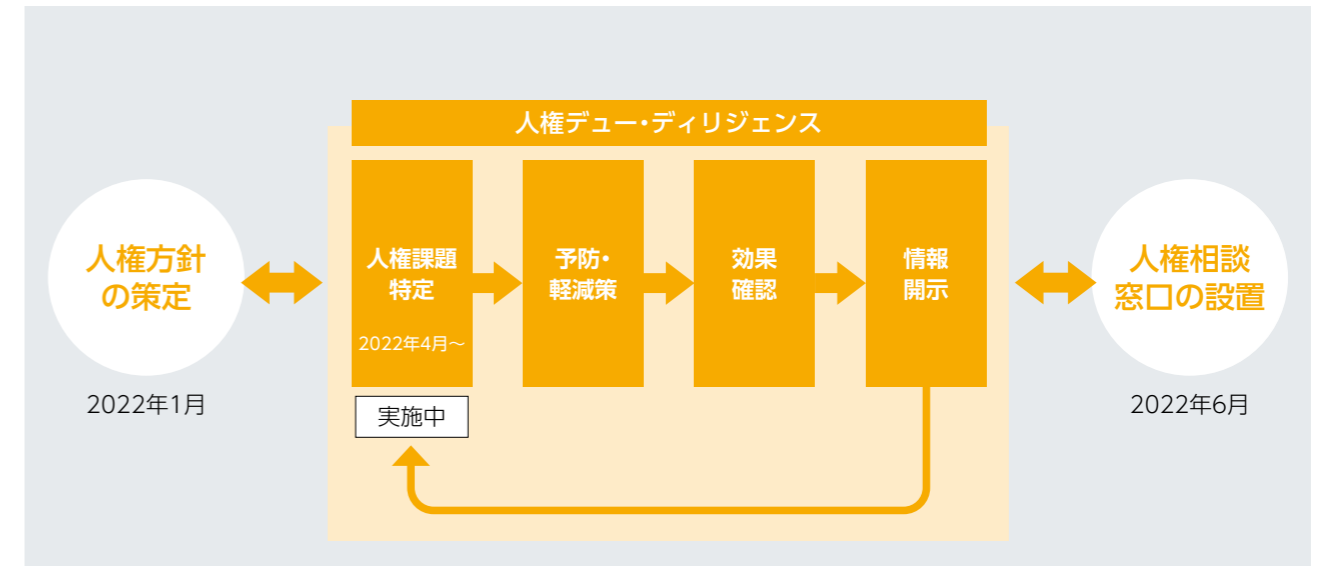 人権デュー・ディリジェンス
人権方針
の策定
2022年1月
人権課題
特定
2022年4月～
実施中
予防・
軽減策
効果
確認
情報
開示
人権相談
窓口の設置
2022年6月